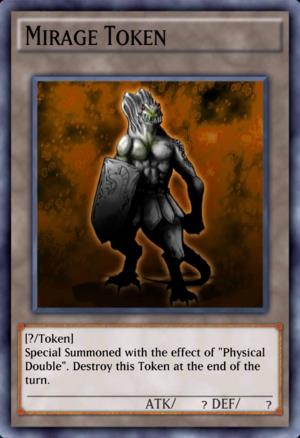 Mirage Token
[?/Token]
Special Summoned with the effect of "Physical
Double". Destroy this Token at the end of the
turn.
ATK/ ? DEF/ ?